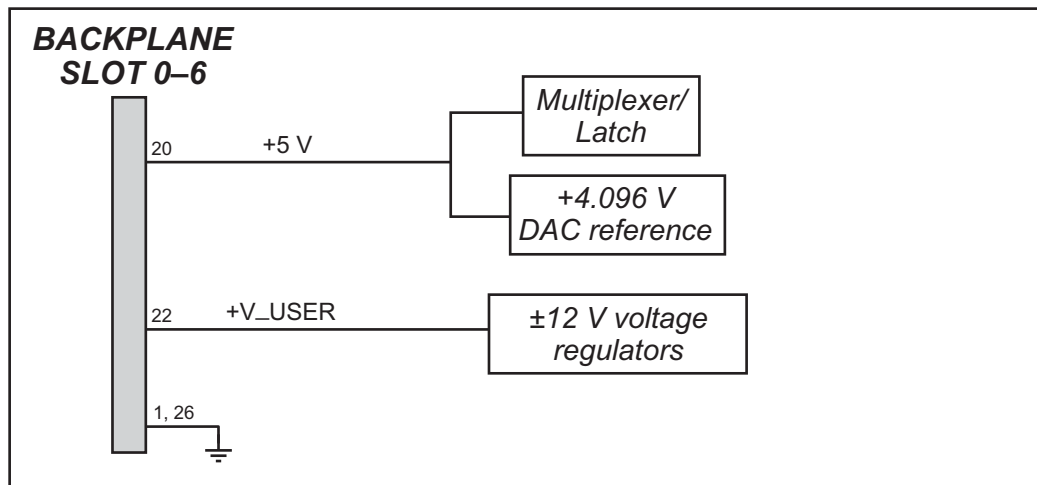 BACKPLANE
SLOT 0–6
20
+5 V
Multiplexer/
Latch
+4.096 V
DAC reference
22
+V_USER
±12 V voltage
regulators
1, 26